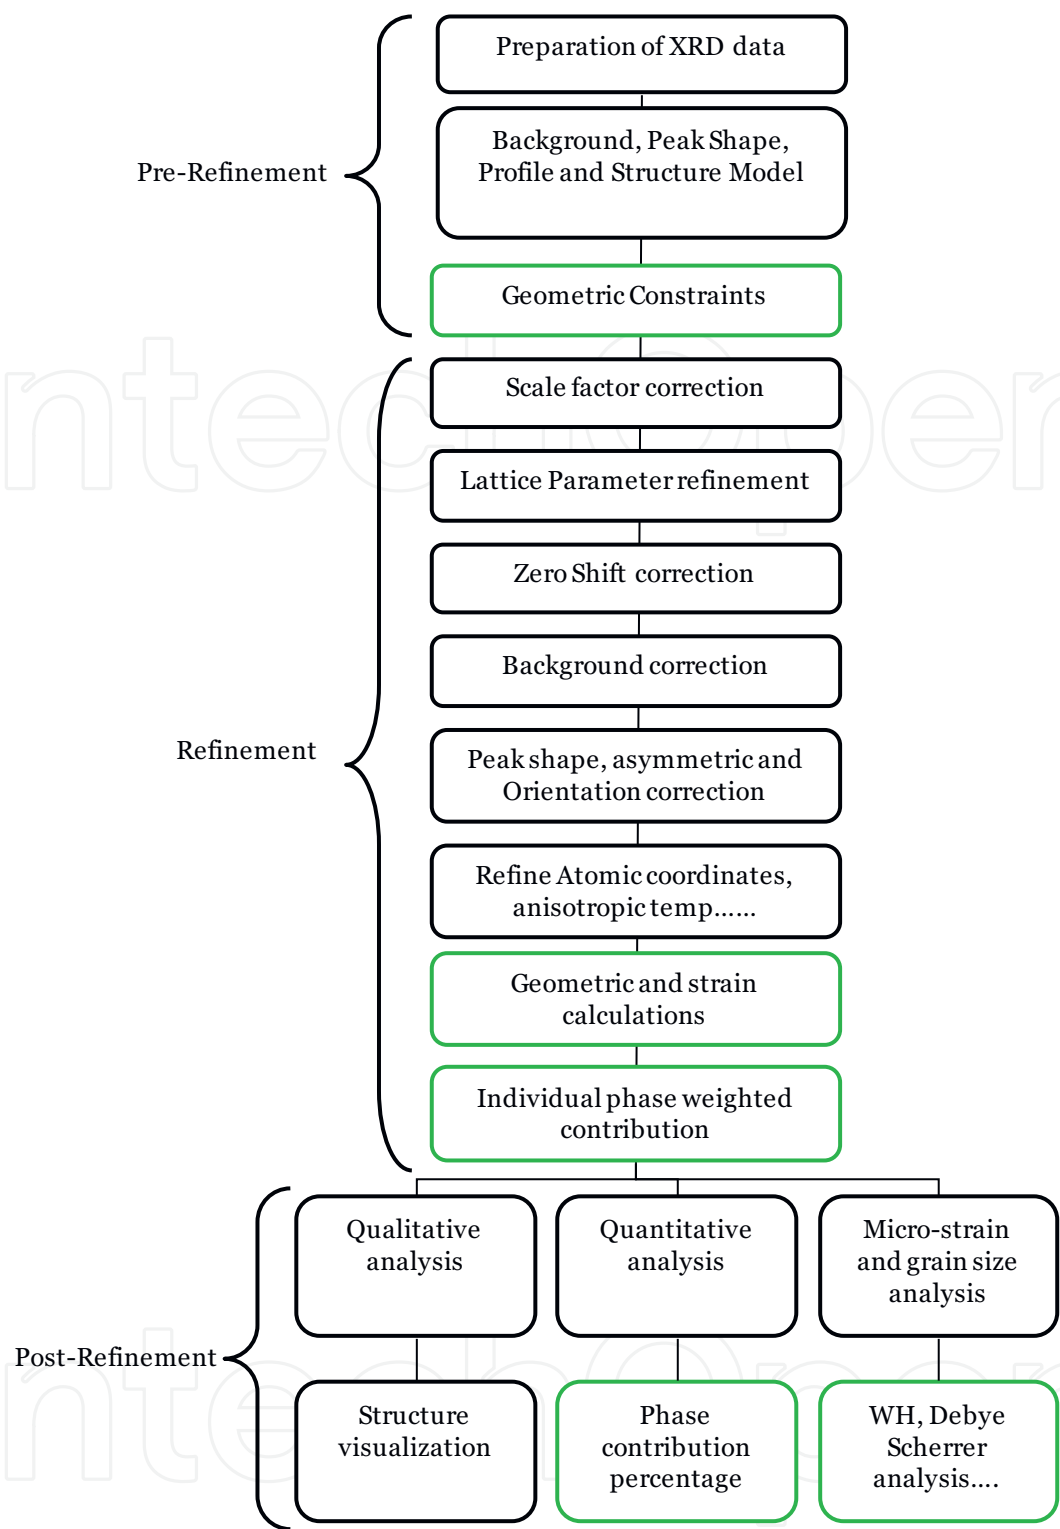 Preparation of XRD data
Background, Peak Shape,
Profile and Structure Model
Pre-Refinement
Geometric Constraints
Scale factor correction
Lattice Parameter refinement
Zero Shift correction
Background correction
Refinement
Peak shape, asymmetric and
Orientation correction
Refine Atomic coordinates,
anisotropic temp......
Geometric and strain
calculations
Individual phase weighted
contribution
Qualitative
analysis
Quantitative
analysis
Micro-strain
and grain size
analysis
Post-Refinement
Structure
visualization
Phase
contribution
percentage
WH, Debye
Scherrer
analysis....
ntechOpen
ntechOpen